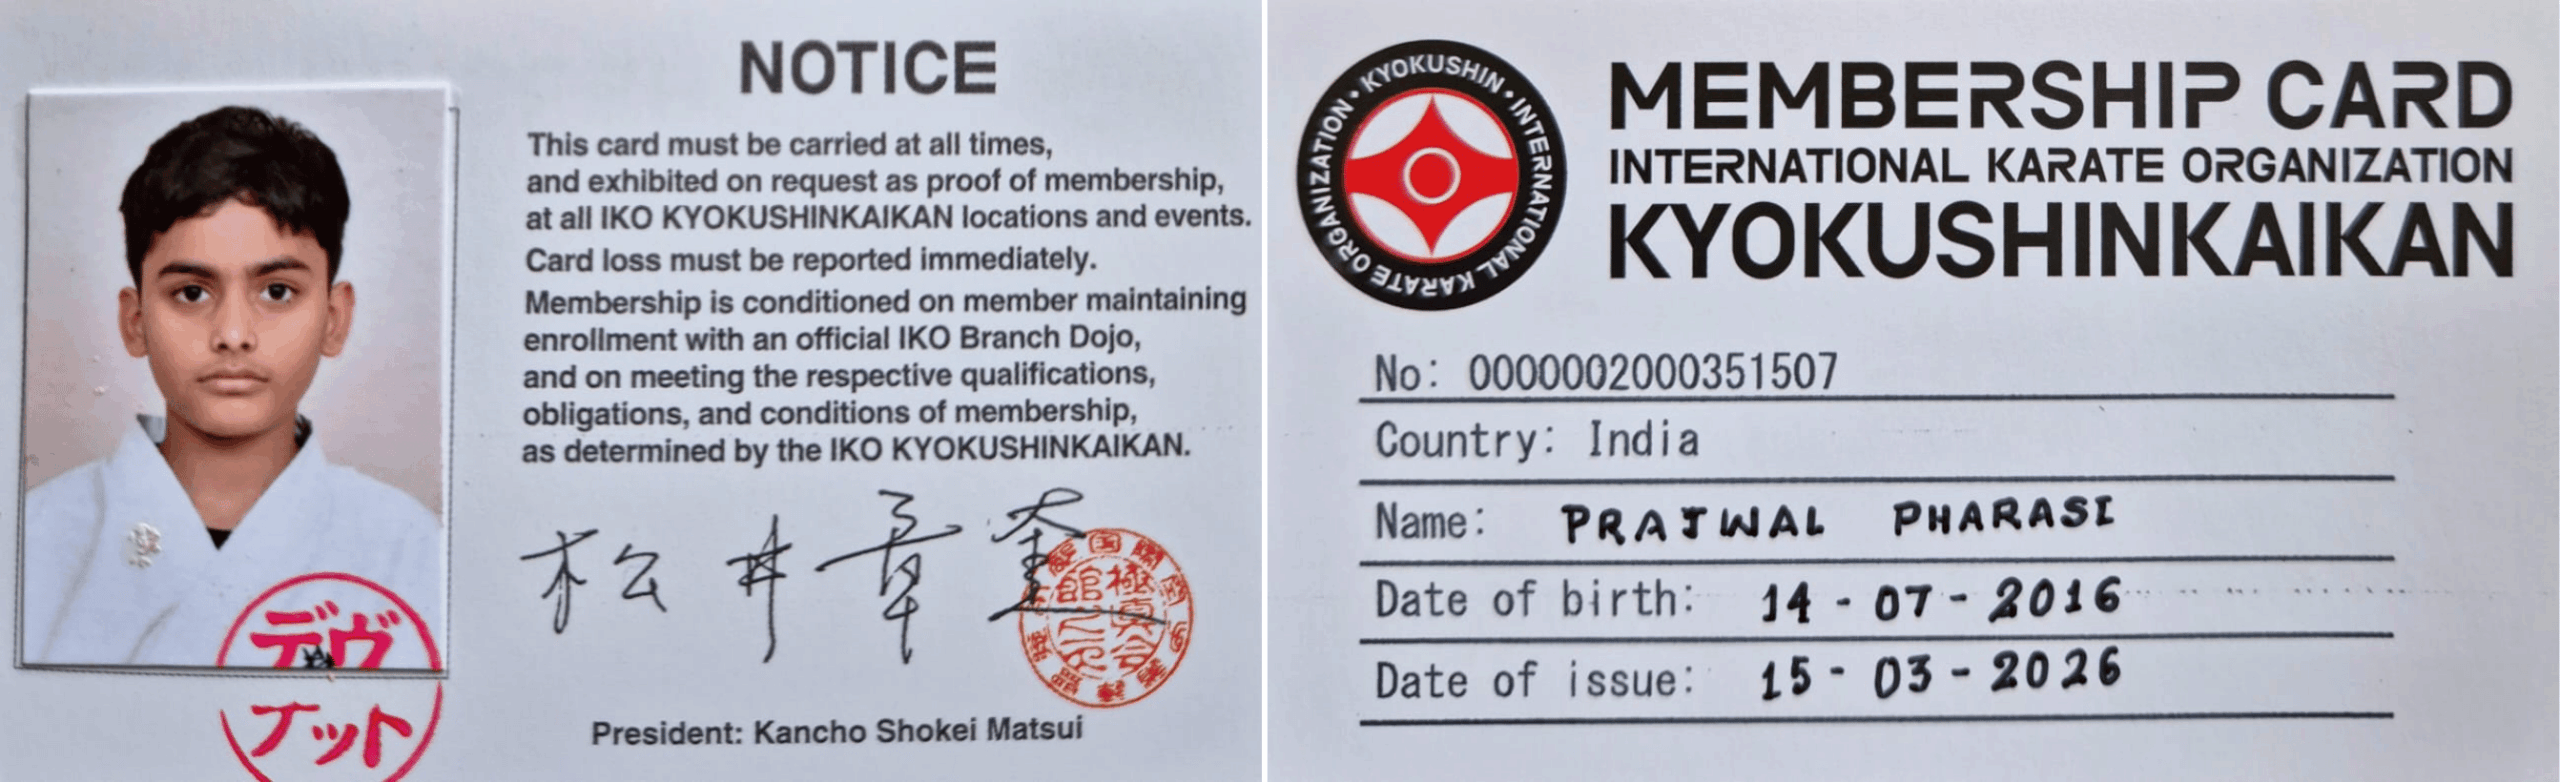 NOTICE
This card must be carried at all times,
and exhibited on request as proof of membership,
at all IKO KYOKUSHINKAIKAN locations and events.
Card loss must be reported immediately.
Membership is conditioned on member maintaining
enrollment with an official IKO Branch Dojo,
and on meeting the respective qualifications,
obligations, and conditions of membership,
as determined by the IKO KYOKUSHINKAIKAN.
松井章奎
President: Kancho Shokei Matsui
デヴ
ナット
KYOKUSHIN • INTERNATIONAL KARATE ORGANIZATION •
MEMBERSHIP CARD
INTERNATIONAL KARATE ORGANIZATION
KYOKUSHINKAIKAN
No: 0000002000351507
Country: India
Name: PRAJWAL PHARASI
Date of birth: 14-07-2016
Date of issue: 15-03-2026